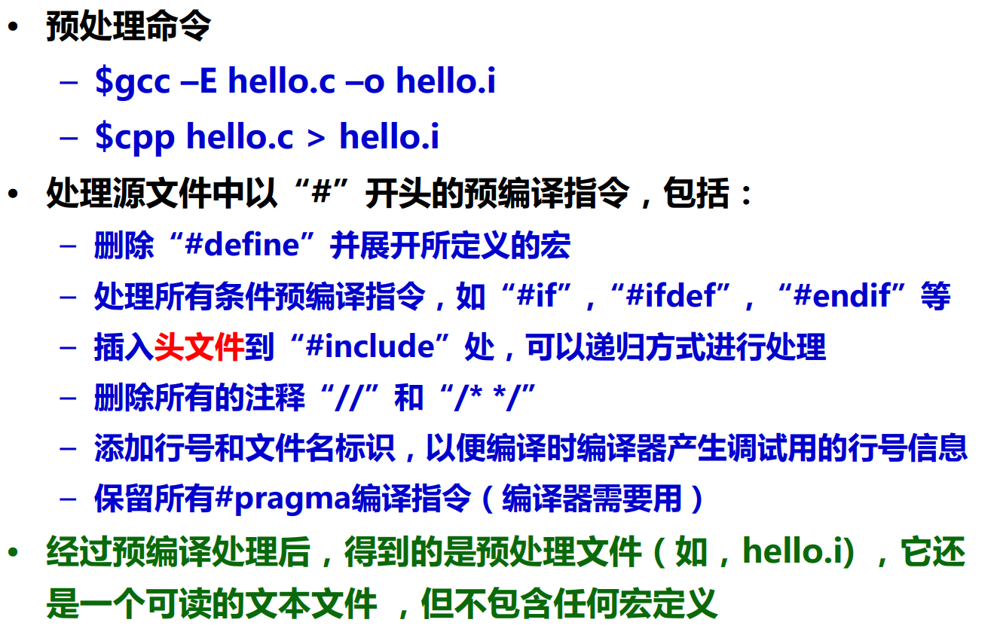 • 预处理命令
– $gcc –E hello.c –o hello.i
– $cpp hello.c > hello.i
• 处理源文件中以“#”开头的预编译指令，包括：
– 删除“#define”并展开所定义的宏
– 处理所有条件预编译指令，如“#if”，“#ifdef”，“#endif”等
– 插入头文件到“#include”处，可以递归方式进行处理
– 删除所有的注释“//”和“/* */”
– 添加行号和文件名标识，以便编译时编译器产生调试用的行号信息
– 保留所有#pragma编译指令（编译器需要用）
• 经过预编译处理后，得到的是预处理文件（如，hello.i），它还
是一个可读的文本文件 ，但不包含任何宏定义